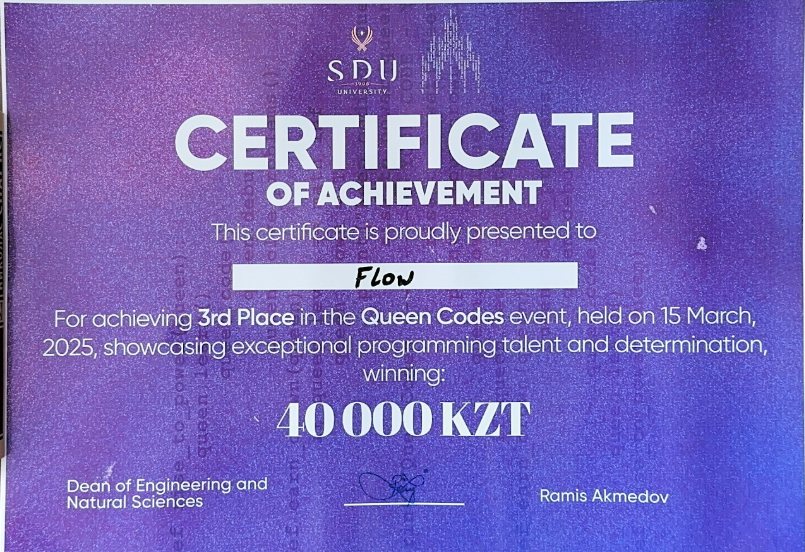 SDU
1996
UNIVERSITY
CERTIFICATE
OF ACHIEVEMENT
This certificate is proudly presented to
Flow
For achieving 3rd Place in the Queen Codes event, held on 15 March,
2025, showcasing exceptional programming talent and determination,
winning:
40 000 KZT
Dean of Engineering and
Natural Sciences
Ramis Akmedov